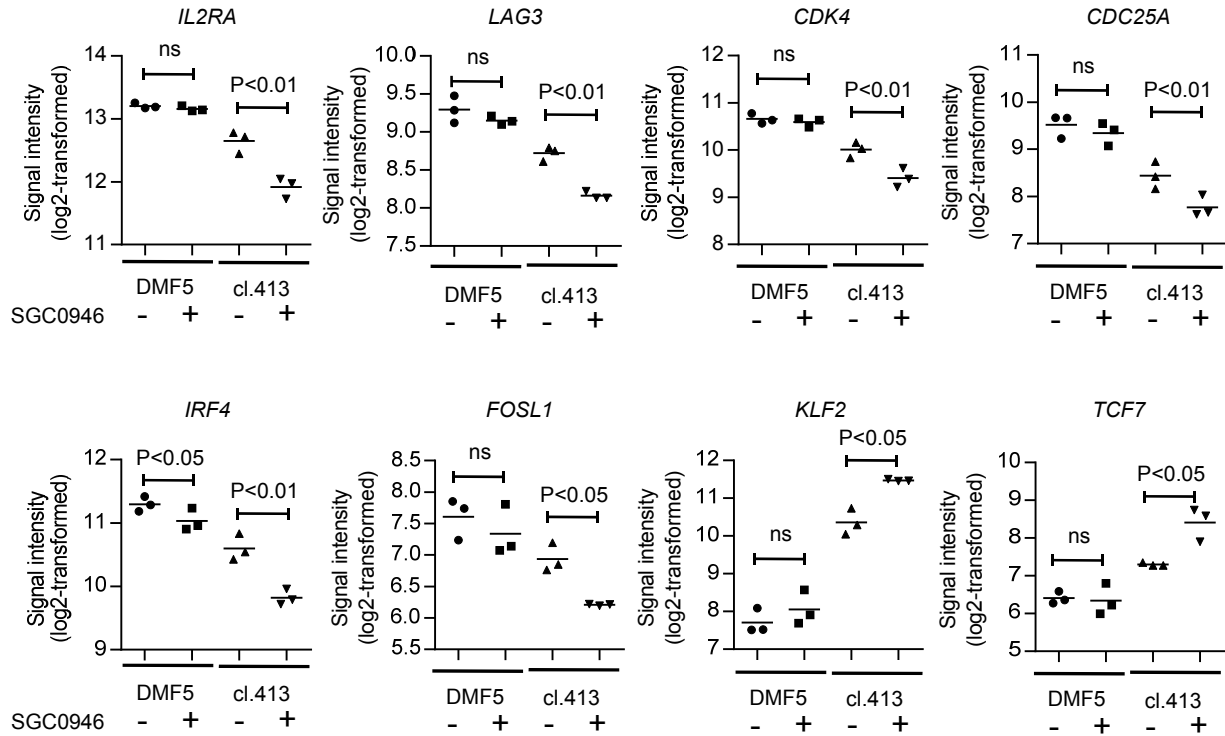 IL2RA
Signal intensity
(log2-transformed)
14
13
12
11
ns
P<0.01
DMF5
cl.413
SGC0946
- + - +
LAG3
Signal intensity
(log2-transformed)
10.0
9.5
9.0
8.5
8.0
7.5
ns
P<0.01
DMF5
cl.413
- + - +
CDK4
Signal intensity
(log2-transformed)
12
11
10
9
8
ns
P<0.01
DMF5
cl.413
- + - +
CDC25A
Signal intensity
(log2-transformed)
11
10
9
8
7
ns
P<0.01
DMF5
cl.413
- + - +
IRF4
Signal intensity
(log2-transformed)
12
11
10
9
P<0.05
P<0.01
DMF5
cl.413
SGC0946
- + - +
FOSL1
Signal intensity
(log2-transformed)
8.5
8.0
7.5
7.0
6.5
6.0
5.5
ns
P<0.05
DMF5
cl.413
- + - +
KLF2
Signal intensity
(log2-transformed)
12
11
10
9
8
7
ns
P<0.05
DMF5
cl.413
- + - +
TCF7
Signal intensity
(log2-transformed)
10
9
8
7
6
5
ns
P<0.05
DMF5
cl.413
- + - +